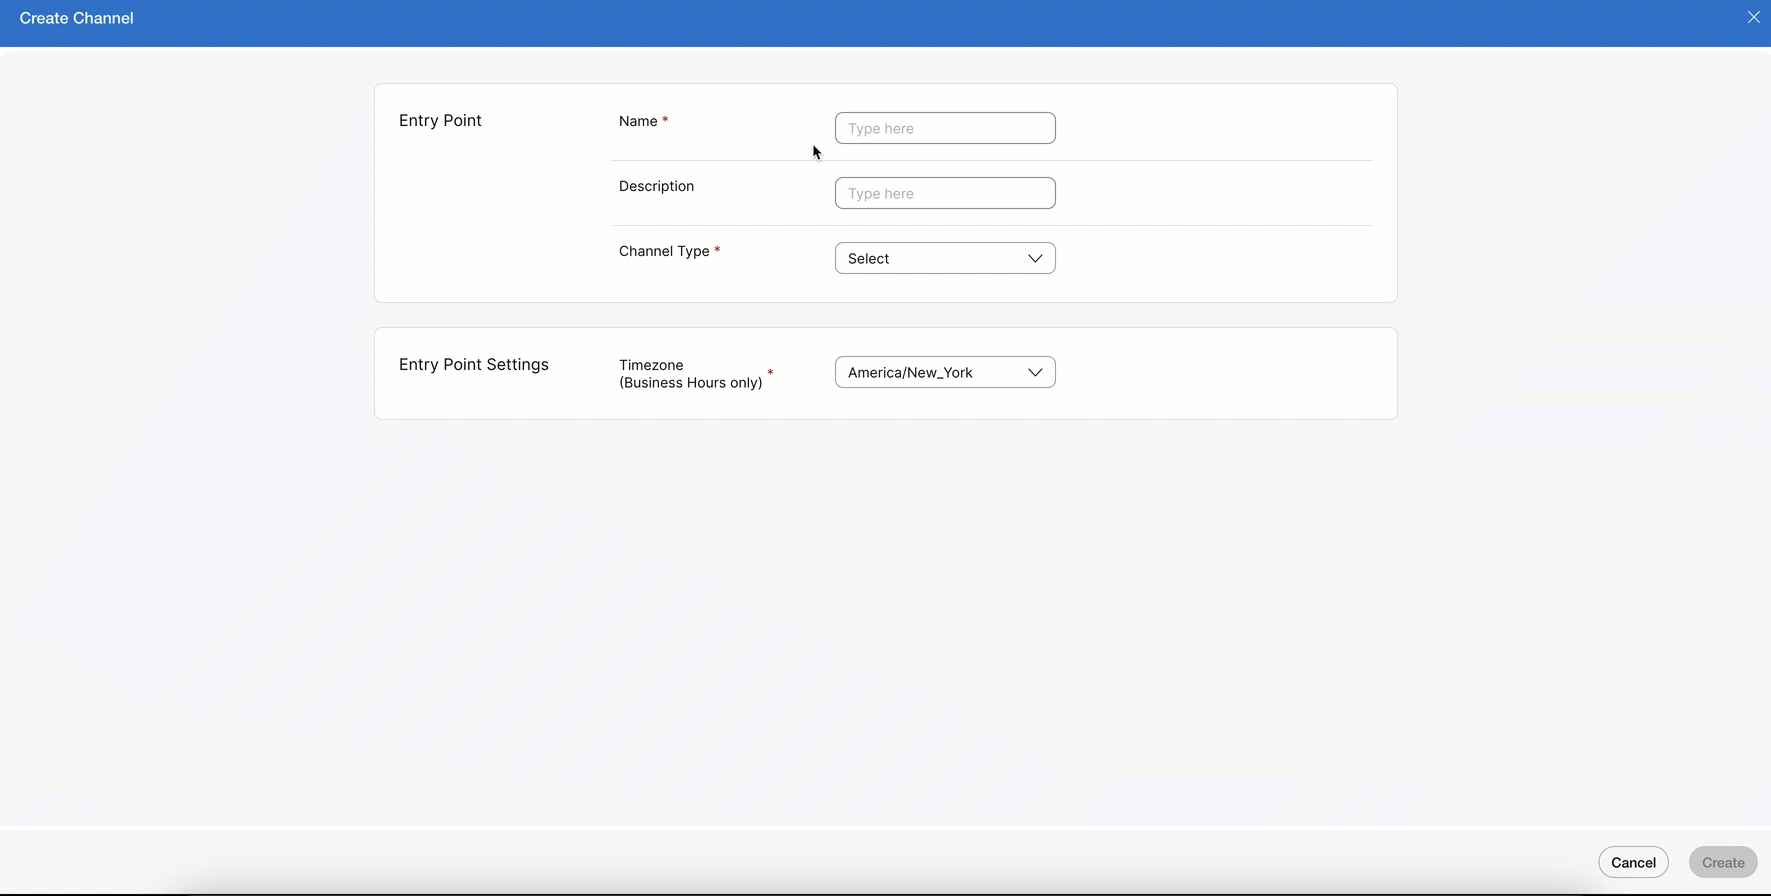 Create Channel
Entry Point
Name *
Type here
Description
Type here
Channel Type *
Select
Entry Point Settings
Timezone
(Business Hours only) *
America/New_York
Cancel
Create